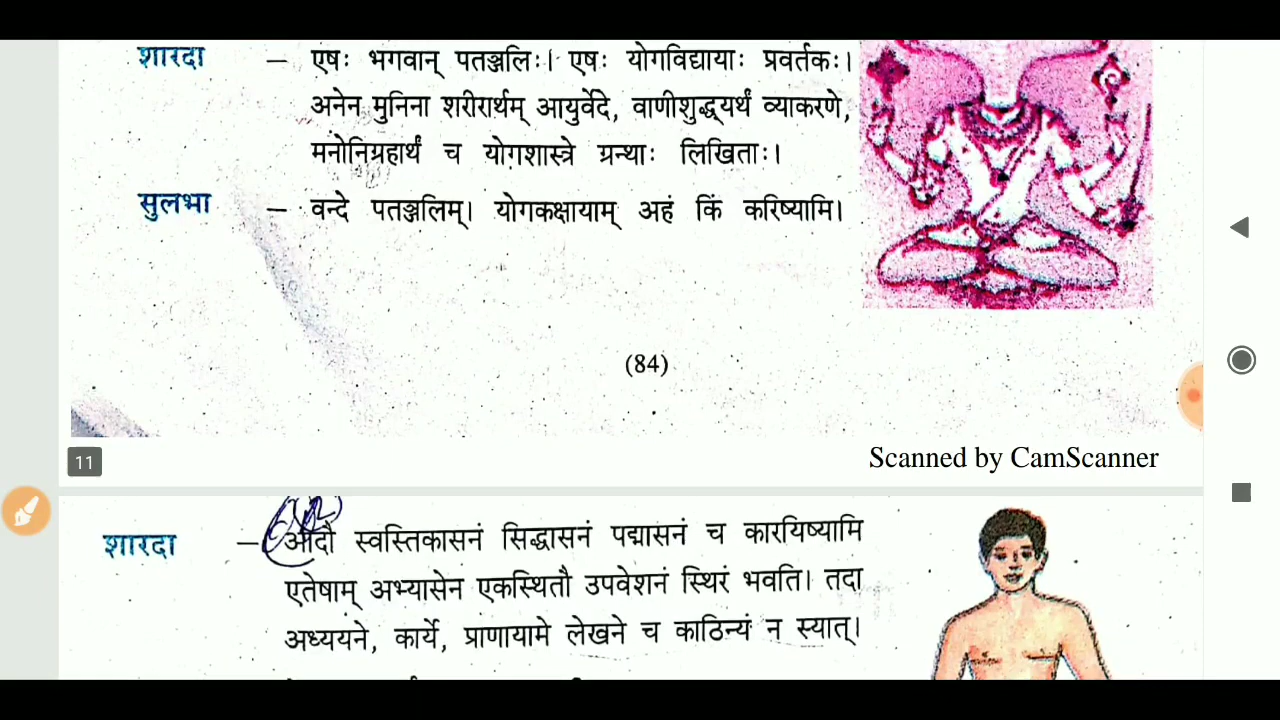 शारदा – एषः भगवान् पतञ्जलिः। एषः योगविद्यायाः प्रवर्तकः।
अनेन मुनिना शरीरार्थम् आयुर्वेदे, वाणीशुद्ध्यर्थं व्याकरणे,
मनोनिग्रहार्थं च योगशास्त्रे ग्रन्थाः लिखिताः।
सुलभा – वन्दे पतञ्जलिम्। योगकक्षायाम् अहं किं करिष्यामि।
(84)
11
Scanned by CamScanner
शारदा – आदौ स्वस्तिकासनं सिद्धासनं पद्मासनं च कारयिष्यामि
एतेषाम् अभ्यासेन एकस्थितौ उपवेशनं स्थिरं भवति। तदा
अध्ययने, कार्ये, प्राणायामे लेखने च काठिन्यं न स्यात्।